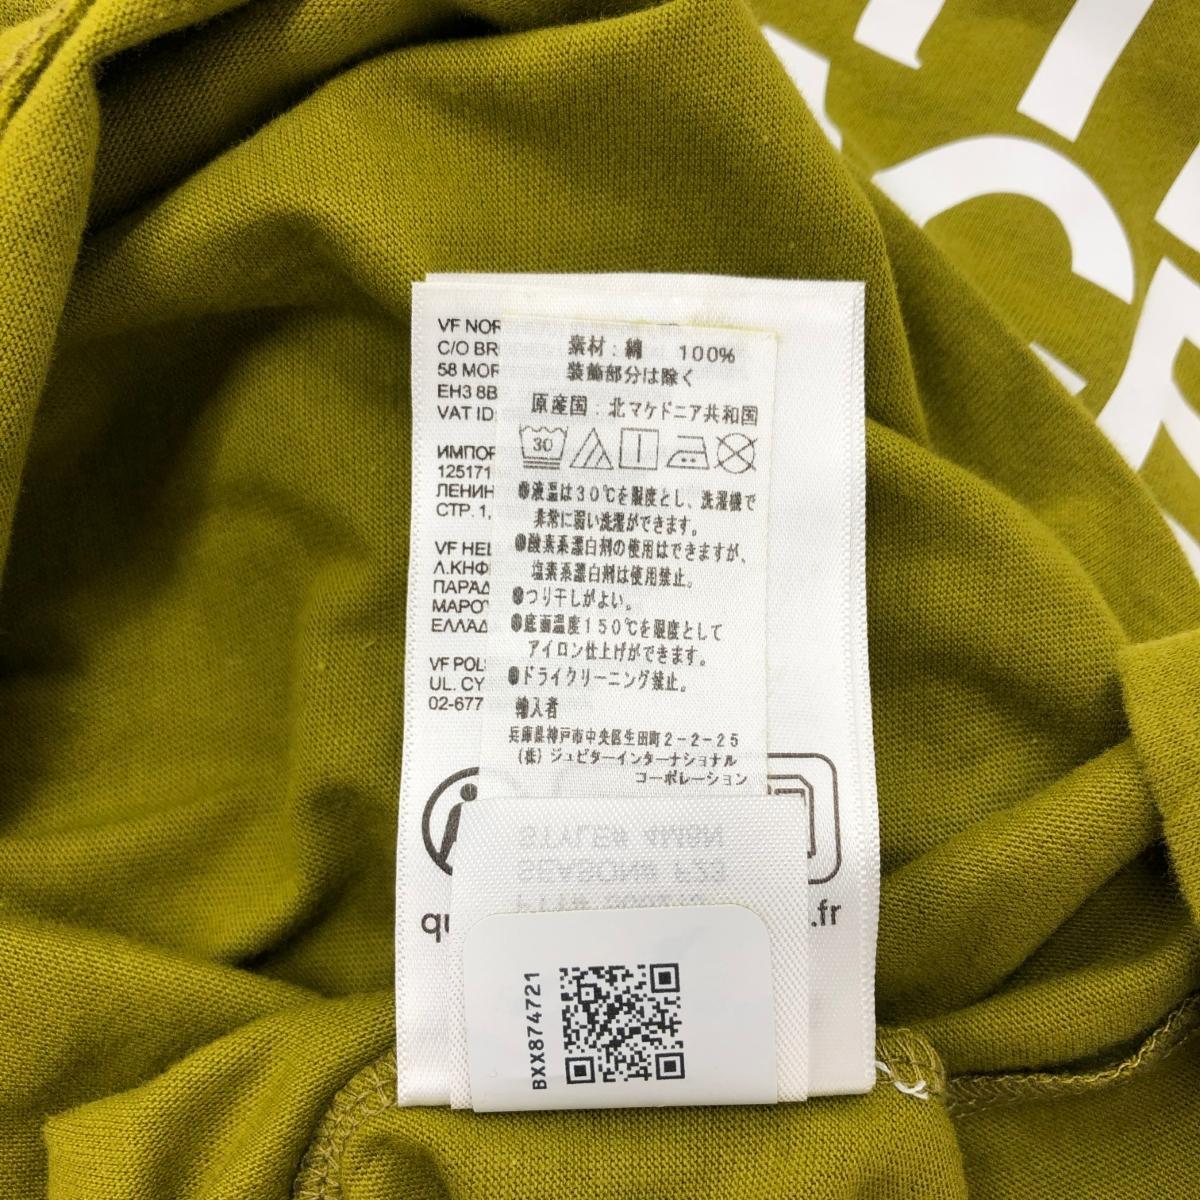 VF NOR
C/O BR
58 MOR
EH3 8B
VAT ID:
ИМПОР
125171
ЛЕНИН
СТР. 1,
VF HEL
Λ.ΚΗΦΙ
ΠΑΡΑΔ
ΜΑΡΟ
ΕΛΛΑΔ
VF POLS
UL. CY
02-677
素材:綿 100%
装飾部分は除く
原産国:北マケドニア共和国
30
●液温は30℃を限度とし、洗濯機で
非常に弱い洗濯ができます。
●酸素系漂白剤の使用はできますが、
塩素系漂白剤は使用禁止。
●つり干しがよい。
●底面温度150℃を限度として
アイロン仕上げができます。
●ドライクリーニング禁止。
輸入者
兵庫県神戸市中央区生田町2-2-25
(株)ジュピターインターナショナル
コーポレーション
STYLE# 4M6N
SEASON# F23
qu
.fr
BXX874721